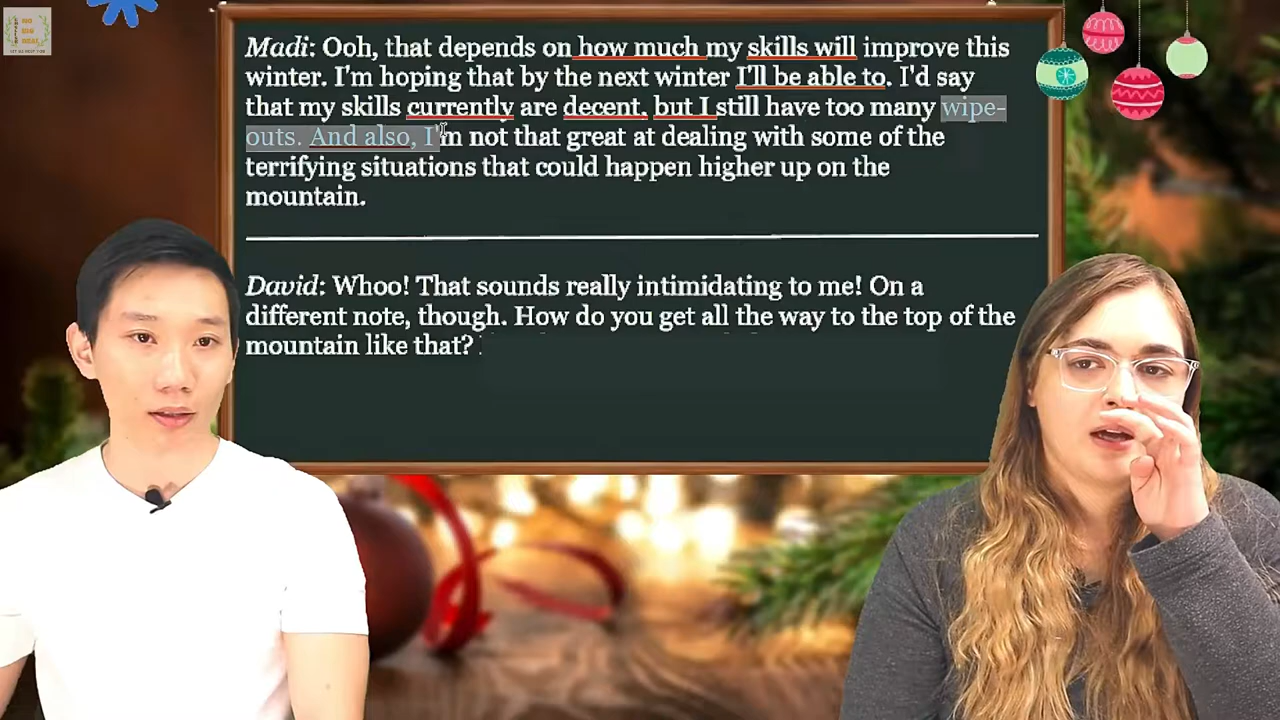 NO
BIG
DEAL
Madi: Ooh, that depends on how much my skills will improve this
winter. I'm hoping that by the next winter I'll be able to. I'd say
that my skills currently are decent, but I still have too many wipe-
outs. And also, I'm not that great at dealing with some of the
terrifying situations that could happen higher up on the
mountain.
David: Whoo! That sounds really intimidating to me! On a
different note, though. How do you get all the way to the top of the
mountain like that?